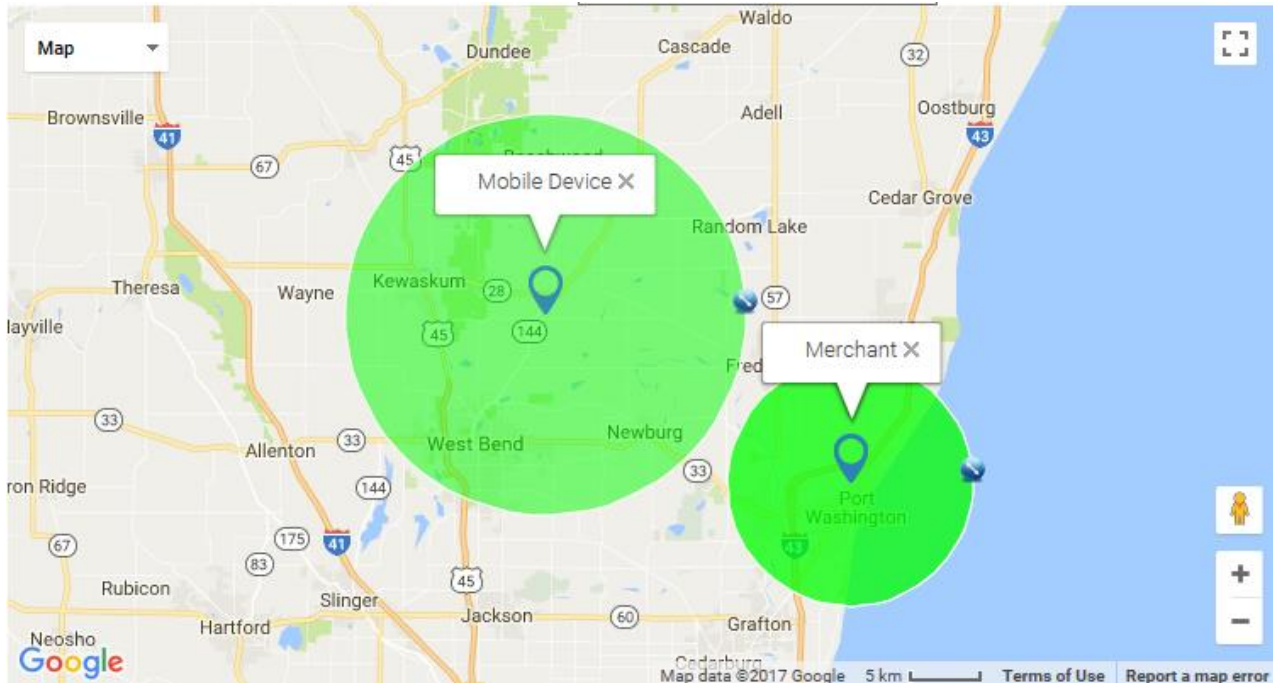 Map
Waldo
Dundee
Cascade
32
Brownsville
41
Adell
Oostburg
43
67
45
Mobile Device
Cedar Grove
Random Lake
Theresa
Wayne
Kewaskum
28
57
layville
45
144
Merchant
Fred
33
Allenton
33
West Bend
Newburg
33
ron Ridge
144
Port
Washington
67
175
41
43
83
Rubicon
45
Slinger
Jackson
60
Grafton
Neosho
Hartford
Google
Cedarburg
Map data ©2017 Google
5 km
Terms of Use
Report a map error